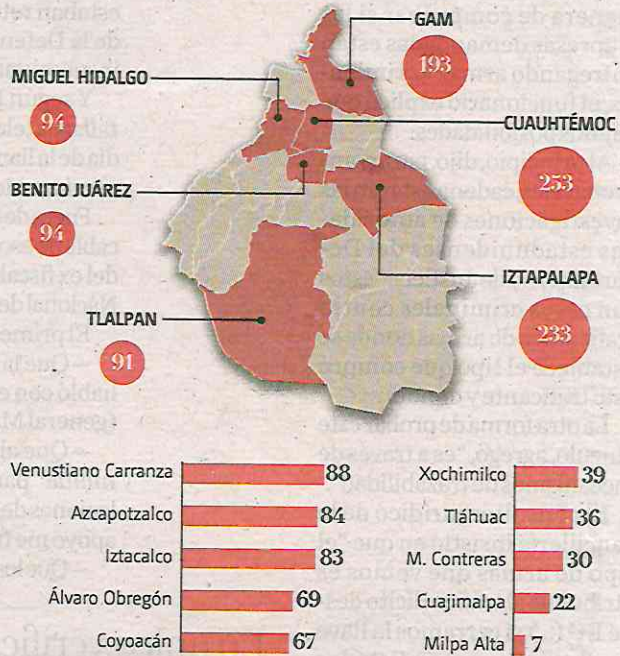 GAM
193
MIGUEL HIDALGO
94
CUAUHTÉMOC
253
BENITO JUÁREZ
94
IZTAPALAPA
233
TLALPAN
91
Venustiano Carranza 88
Azcapotzalco 84
Iztacalco 83
Álvaro Obregón 69
Coyoacán 67
Xochimilco 39
Tláhuac 36
M. Contreras 30
Cuajimalpa 22
Milpa Alta 7